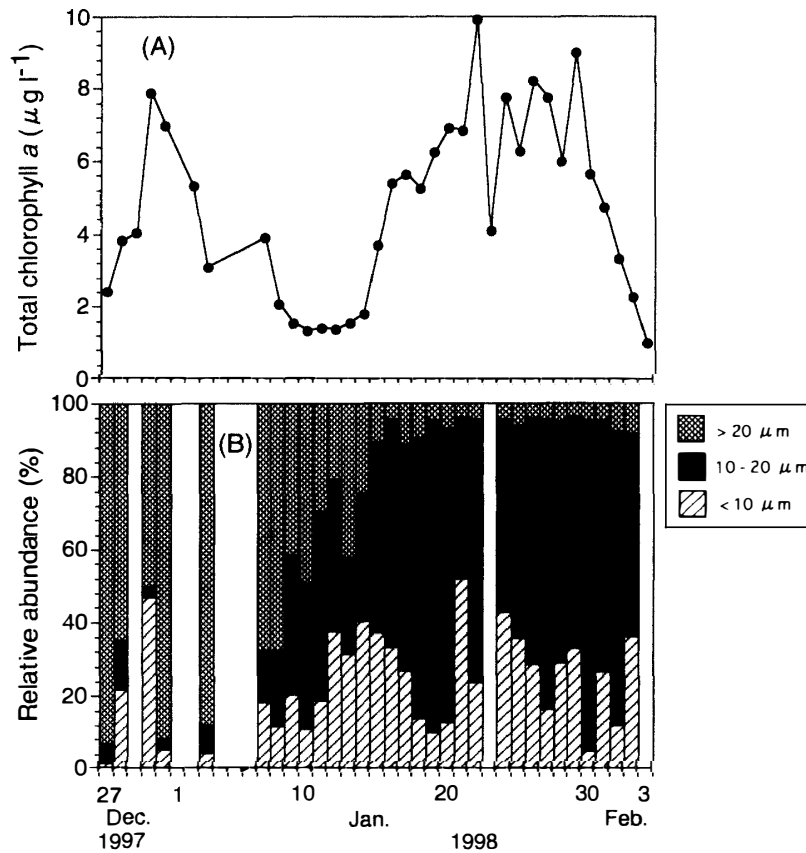 (A)
Total chlorophyll a (μg l⁻¹)
10
8
6
4
2
0
(B)
Relative abundance (%)
100
80
60
40
20
0
> 20 μm
10 - 20 μm
< 10 μm
27 1 10 20 30 3
Dec. Jan. Feb.
1997 1998